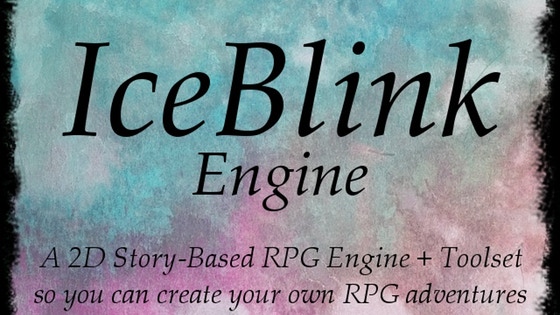 IceBlink
Engine
A 2D Story-Based RPG Engine + Toolset
so you can create your own RPG adventures